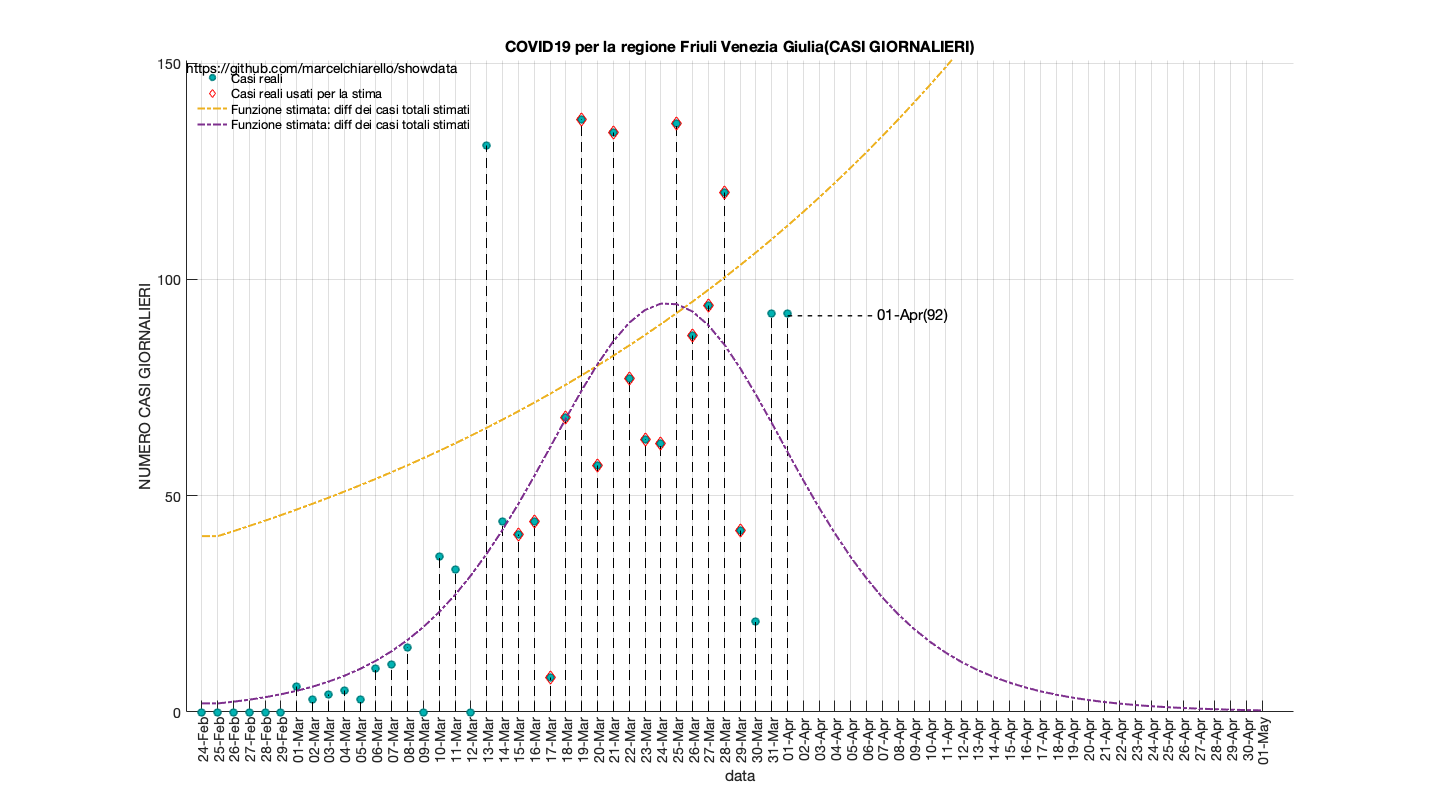 COVID19 per la regione Friuli Venezia Giulia(CASI GIORNALIERI)
https://github.com/marcelchiarello/showdata
Casi reali
Casi reali usati per la stima
Funzione stimata: diff dei casi totali stimati
Funzione stimata: diff dei casi totali stimati
150
100
50
0
NUMERO CASI GIORNALIERI
01-Apr(92)
24-Feb
25-Feb
26-Feb
27-Feb
28-Feb
29-Feb
01-Mar
02-Mar
03-Mar
04-Mar
05-Mar
06-Mar
07-Mar
08-Mar
09-Mar
10-Mar
11-Mar
12-Mar
13-Mar
14-Mar
15-Mar
16-Mar
17-Mar
18-Mar
19-Mar
20-Mar
21-Mar
22-Mar
23-Mar
24-Mar
25-Mar
26-Mar
27-Mar
28-Mar
29-Mar
30-Mar
31-Mar
01-Apr
02-Apr
03-Apr
04-Apr
05-Apr
06-Apr
07-Apr
08-Apr
09-Apr
10-Apr
11-Apr
12-Apr
13-Apr
14-Apr
15-Apr
16-Apr
17-Apr
18-Apr
19-Apr
20-Apr
21-Apr
22-Apr
23-Apr
24-Apr
25-Apr
26-Apr
27-Apr
28-Apr
29-Apr
30-Apr
01-May
data